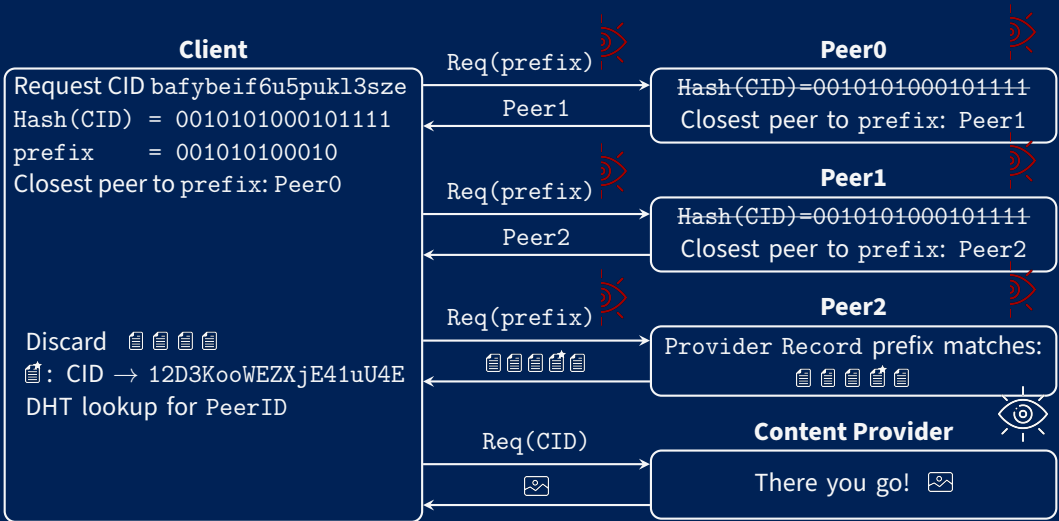 Client
Request CID bafybeif6u5pukl3sze
Hash(CID) = 0010101000101111
prefix = 001010100010
Closest peer to prefix: Peer0
Req(prefix)
Peer1
Peer0
Hash(CID)=0010101000101111
Closest peer to prefix: Peer1
Req(prefix)
Peer2
Peer1
Hash(CID)=0010101000101111
Closest peer to prefix: Peer2
Req(prefix)
Peer2
Provider Record prefix matches:
Discard
: CID → 12D3KooWEZXjE41uU4E
DHT lookup for PeerID
Req(CID)
Content Provider
There you go!